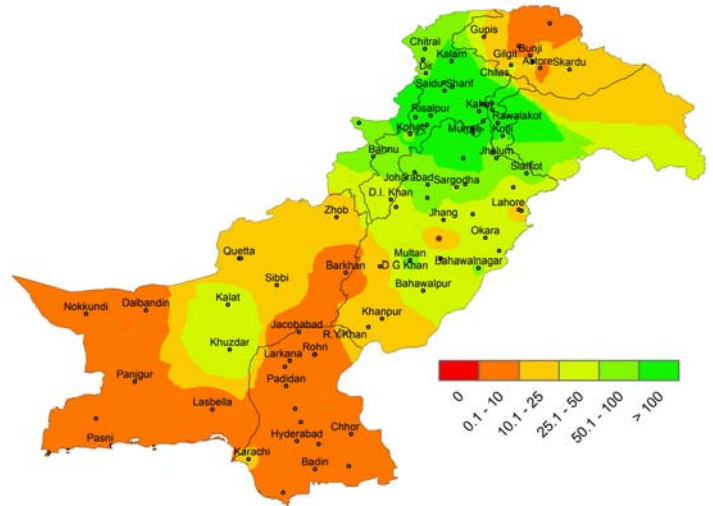 Gupis
Chitral
Bunji
Kalam
Gilgit
Astore
Skardu
Dir
Chilas
Saidu Sharif
Kakul
Risalpur
Rawalakot
Kohat
Murree
Kotli
Bannu
Jhelum
Sialkot
Joharabad
Sargodha
D.I. Khan
Lahore
Zhob
Jhang
Okara
Quetta
Multan
Barkhan
D G Khan
Bahawalnagar
Sibbi
Bahawalpur
Kalat
Dalbandin
Nokkundi
Khanpur
Jacobabad
R.Y.Khan
Khuzdar
Rohri
Larkana
Panjgur
Padidan
Lasbella
Chhor
Pasni
Hyderabad
Karachi
Badin
0
0.1 - 10
10.1 - 25
25.1 - 50
50.1 - 100
> 100